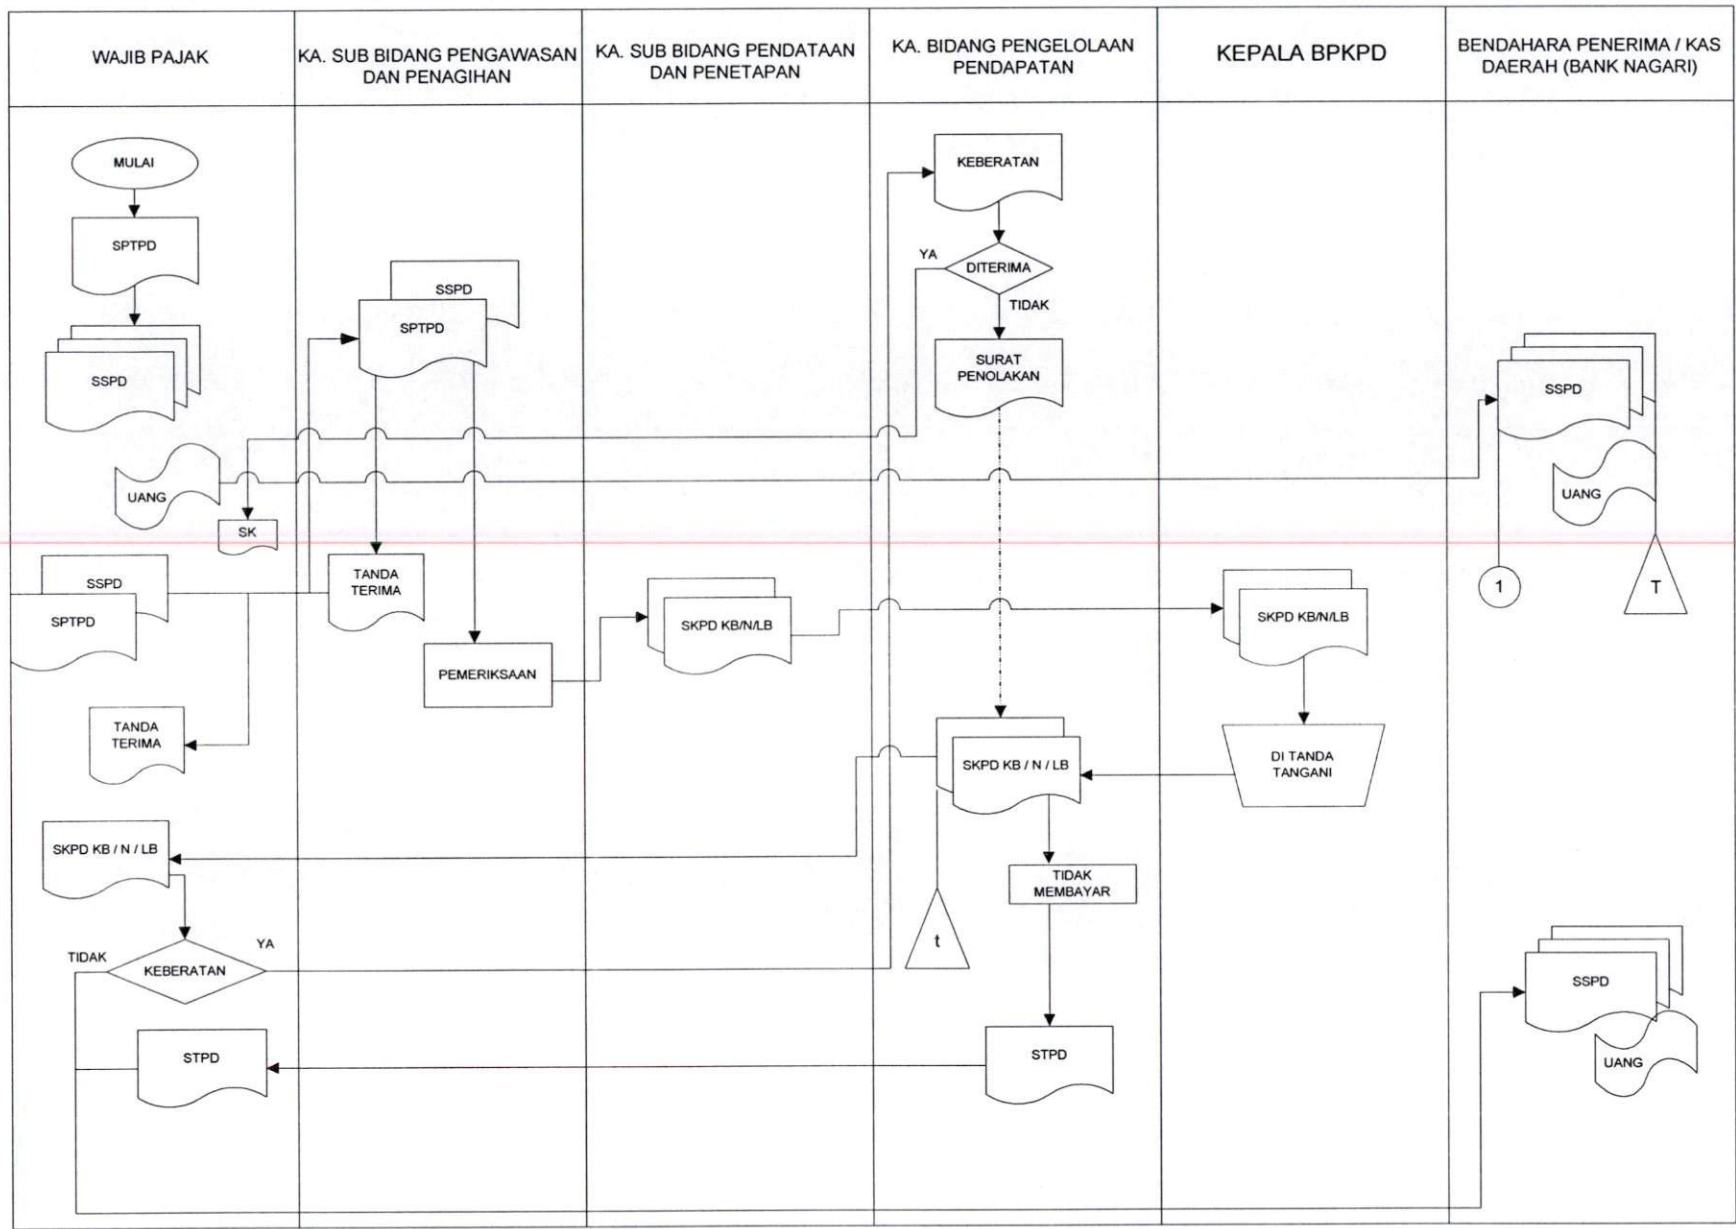 WAJIB PAJAK
KA. SUB BIDANG PENGAWASAN
DAN PENAGIHAN
KA. SUB BIDANG PENDATAAN
DAN PENETAPAN
KA. BIDANG PENGELOLAAN
PENDAPATAN
KEPALA BPKPD
BENDAHARA PENERIMA / KAS
DAERAH (BANK NAGARI)
MULAI
SPTPD
SSPD
UANG
SK
SSPD
SPTPD
TANDA
TERIMA
SKPD KB / N / LB
TIDAK
KEBERATAN
YA
STPD
SSPD
SPTPD
TANDA
TERIMA
PEMERIKSAAN
SKPD KB/N/LB
KEBERATAN
YA
DITERIMA
TIDAK
SURAT
PENOLAKAN
SKPD KB / N / LB
TIDAK
MEMBAYAR
t
STPD
SKPD KB/N/LB
DI TANDA
TANGANI
SSPD
UANG
1
T
SSPD
UANG